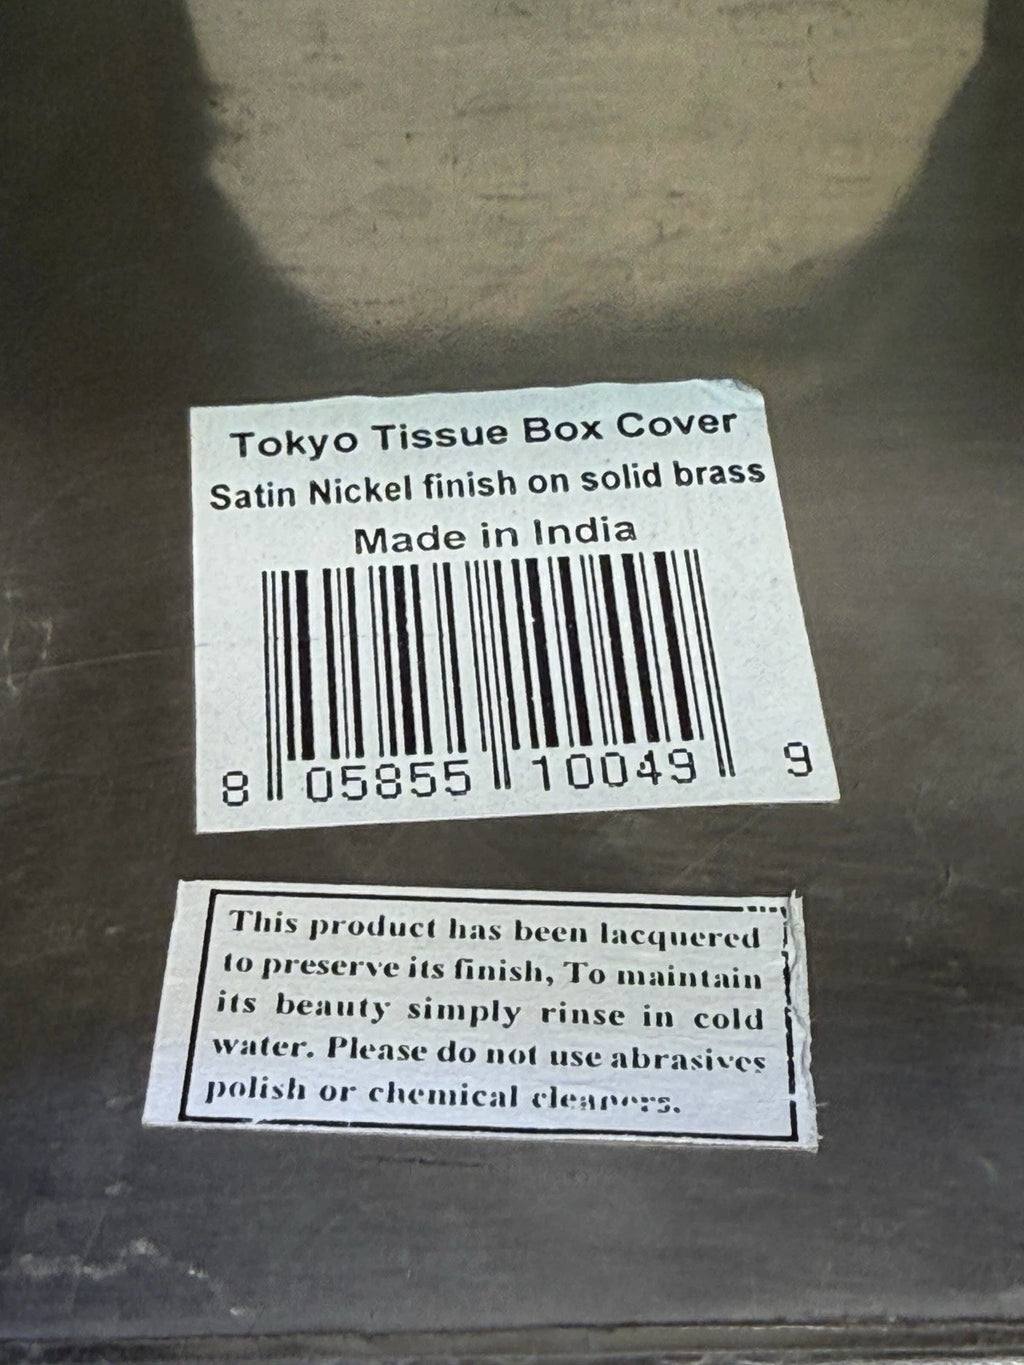 Tokyo Tissue Box Cover
Satin Nickel finish on solid brass
Made in India
8 05855 10049 9
This product has been lacquered
to preserve its finish, To maintain
its beauty simply rinse in cold
water. Please do not use abrasives
polish or chemical cleaners.